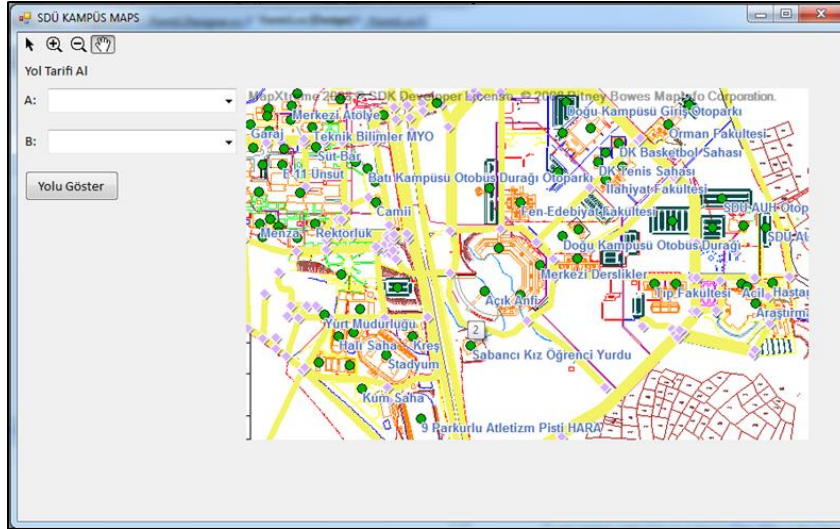 SDÜ KAMPÜS MAPS
Yol Tarifi Al
A:
B:
Yolu Göster
MapXtreme 2008 © SDK Developer License. © 2008 Pitney Bowes MapInfo Corporation.
Merkezi Atölye
Doğu Kampüsü Giriş Otoparkı
Garaj
Teknik Bilimler MYO
Orman Fakültesi
DK Basketbol Sahası
Süt Bar
E 11 Ünsüt
Batı Kampüsü Otobüs Durağı Otoparkı
DK Tenis Sahası
İlahiyat Fakültesi
Camii
Fen-Edebiyat Fakültesi
SDÜ AUH Otop
Menza
Rektörlük
Doğu Kampüsü Otobüs Durağı
Merkezi Derslikler
Açık Anfi
Tıp Fakültesi
Acil
Hastan
Araştırma
2
Yurt Müdürlüğü
Halı Saha
Kreş
Sabancı Kız Öğrenci Yurdu
Stadyum
Kum Saha
9 Parkurlu Atletizm Pisti HARA